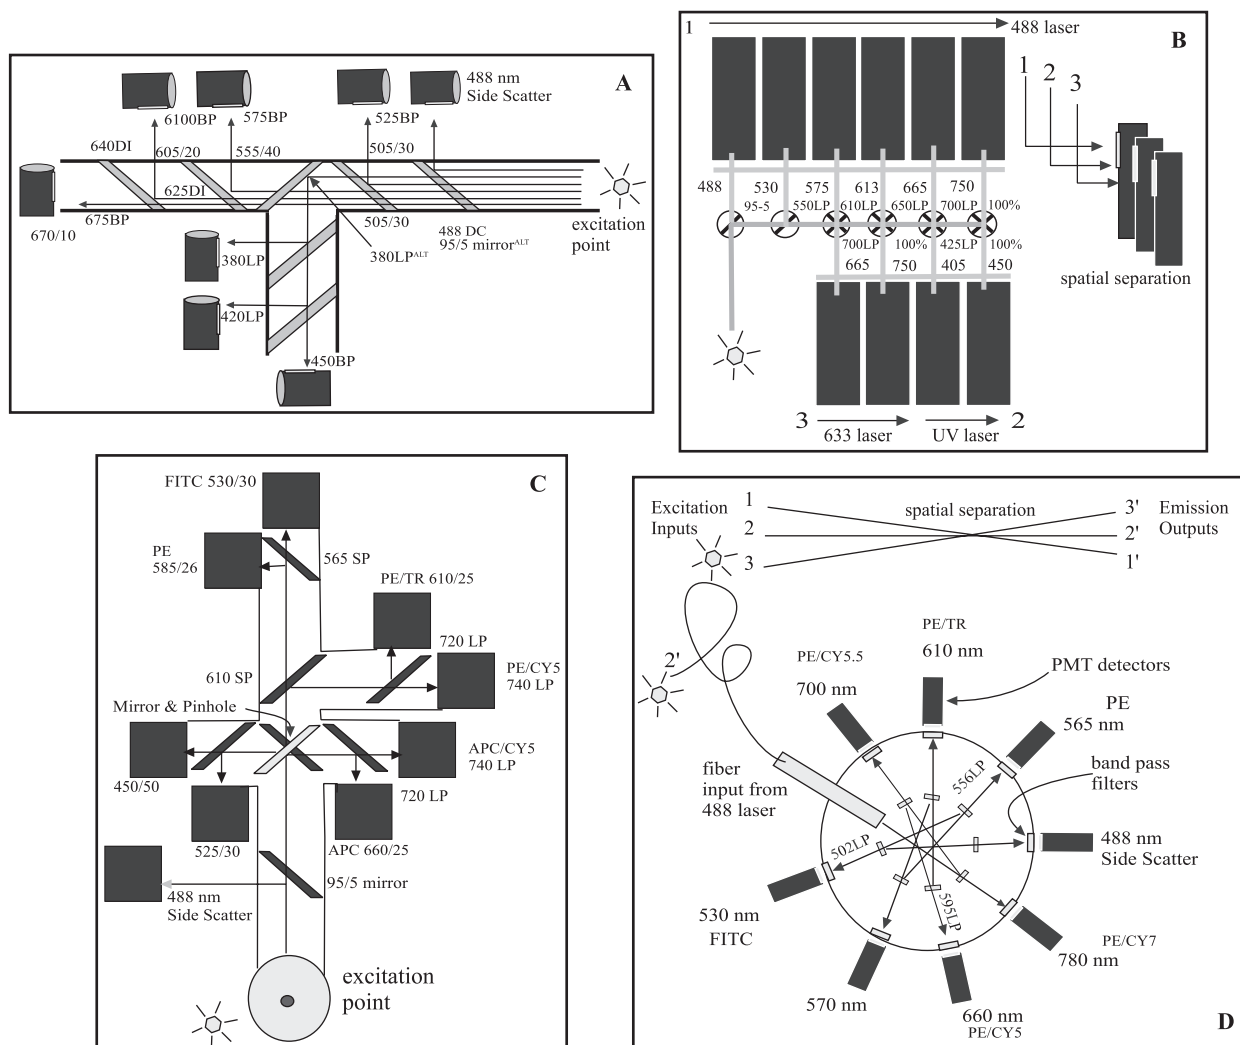 A
488 nm
Side Scatter
6100BP
575BP
525BP
640DI
605/20
555/40
505/30
625DI
675BP
670/10
505/30
488 DC
95/5 mirrorALT
excitation
point
380LP
380LPALT
420LP
450BP
B
1
488 laser
1
2
3
488
530
575
613
665
750
95-5
550LP
610LP
650LP
700LP
100%
700LP
100%
425LP
100%
665
750
405
450
spatial separation
3
633 laser
UV laser
2
C
FITC 530/30
PE
585/26
565 SP
PE/TR 610/25
720 LP
PE/CY5
740 LP
610 SP
Mirror & Pinhole
APC/CY5
740 LP
450/50
720 LP
525/30
APC 660/25
95/5 mirror
488 nm
Side Scatter
excitation
point
Excitation
Inputs
1
2
3
spatial separation
3'
2'
1'
Emission
Outputs
2'
PE/TR
610 nm
PE/CY5.5
700 nm
PMT detectors
PE
565 nm
fiber
input from
488 laser
556LP
band pass
filters
502LP
488 nm
Side Scatter
595LP
530 nm
FITC
PE/CY7
780 nm
570 nm
660 nm
PE/CY5
D